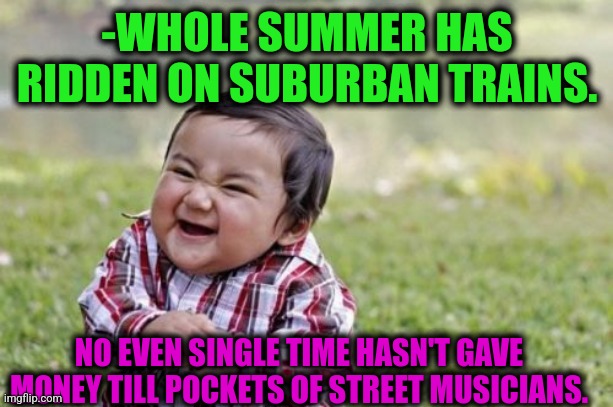 -WHOLE SUMMER HAS
RIDDEN ON SUBURBAN TRAINS.
NO EVEN SINGLE TIME HASN'T GAVE
MONEY TILL POCKETS OF STREET MUSICIANS.
imgflip.com